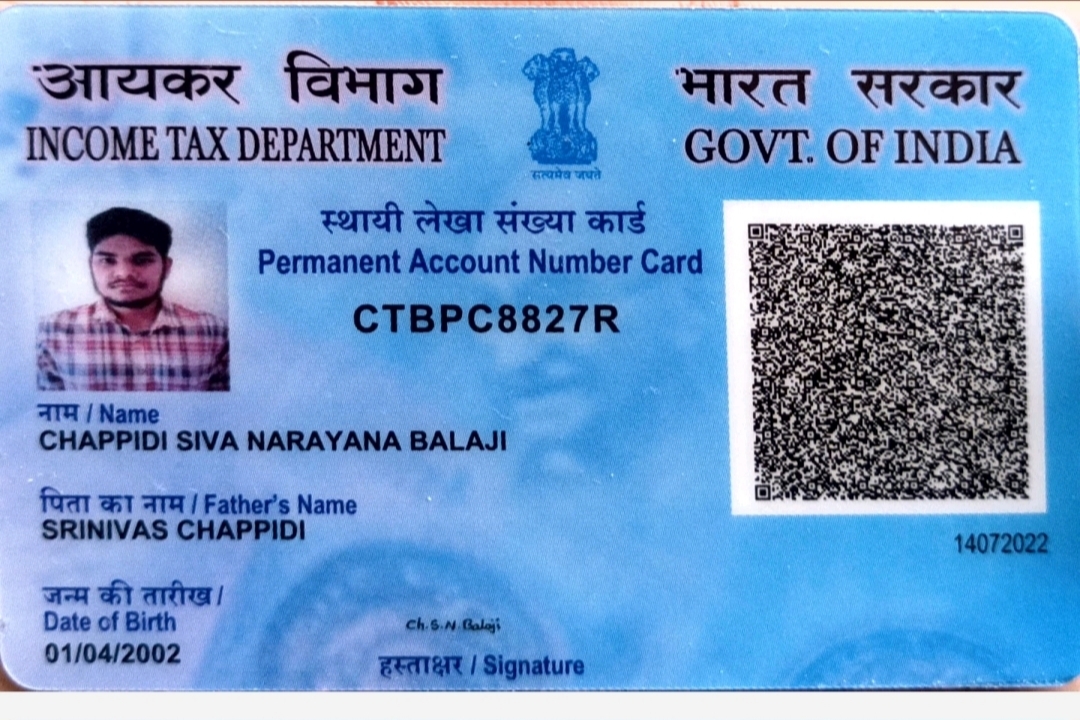 आयकर विभाग
INCOME TAX DEPARTMENT
सत्यमेव जयते
भारत सरकार
GOVT. OF INDIA
स्थायी लेखा संख्या कार्ड
Permanent Account Number Card
CTBPC8827R
नाम / Name
CHAPPIDI SIVA NARAYANA BALAJI
पिता का नाम / Father's Name
SRINIVAS CHAPPIDI
14072022
जन्म की तारीख /
Date of Birth
01/04/2002
Ch.S.N.Balaji
हस्ताक्षर / Signature